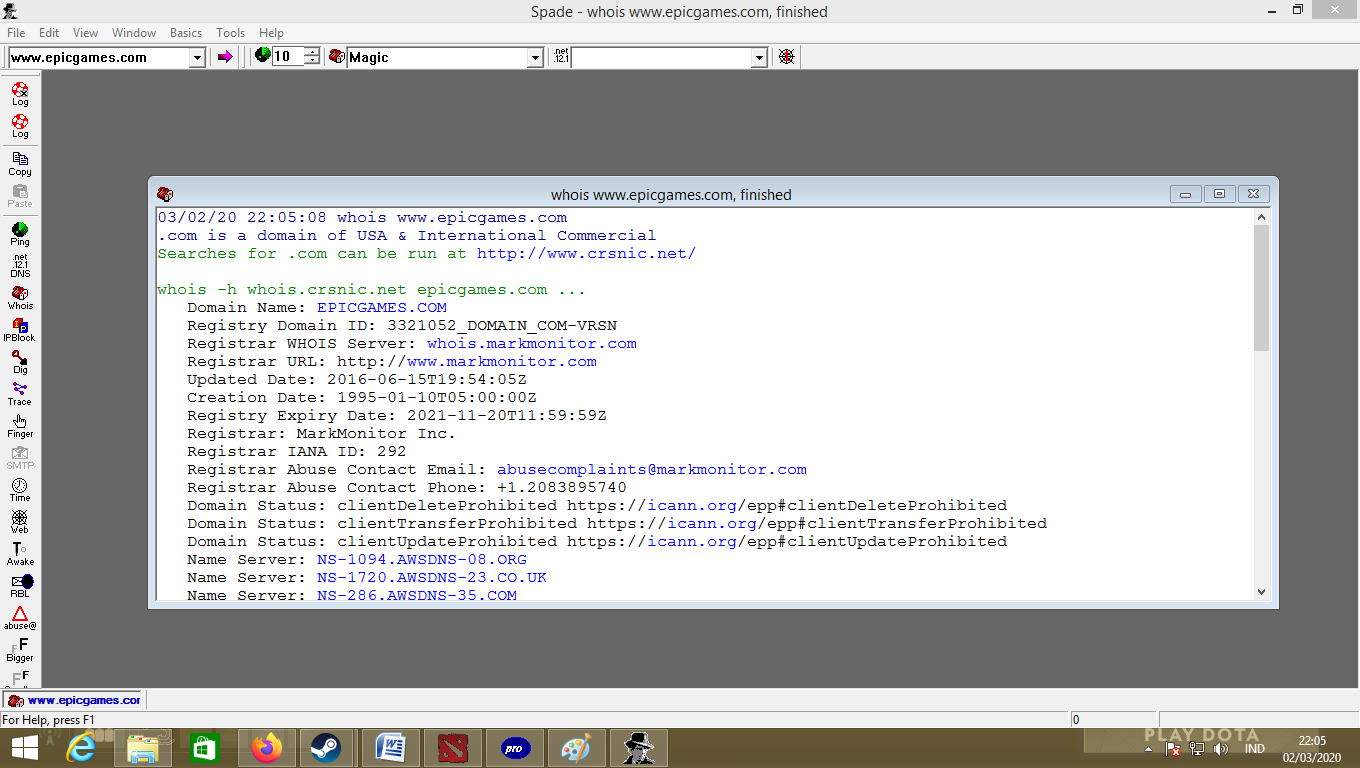 Spade - whois www.epicgames.com, finished
File Edit View Window Basics Tools Help
www.epicgames.com 10 Magic .net .12.1
Log
Log
Copy
Paste
Ping
.net .12.1 DNS
Whois
IPBlock
Dig
Trace
Finger
SMTP
Time
Web
Awake
RBL
abuse@
Bigger
whois www.epicgames.com, finished
03/02/20 22:05:08 whois www.epicgames.com
.com is a domain of USA & International Commercial
Searches for .com can be run at http://www.crsnic.net/
whois -h whois.crsnic.net epicgames.com ...
Domain Name: EPICGAMES.COM
Registry Domain ID: 3321052_DOMAIN_COM-VRSN
Registrar WHOIS Server: whois.markmonitor.com
Registrar URL: http://www.markmonitor.com
Updated Date: 2016-06-15T19:54:05Z
Creation Date: 1995-01-10T05:00:00Z
Registry Expiry Date: 2021-11-20T11:59:59Z
Registrar: MarkMonitor Inc.
Registrar IANA ID: 292
Registrar Abuse Contact Email: abusecomplaints@markmonitor.com
Registrar Abuse Contact Phone: +1.2083895740
Domain Status: clientDeleteProhibited https://icann.org/epp#clientDeleteProhibited
Domain Status: clientTransferProhibited https://icann.org/epp#clientTransferProhibited
Domain Status: clientUpdateProhibited https://icann.org/epp#clientUpdateProhibited
Name Server: NS-1094.AWSDNS-08.ORG
Name Server: NS-1720.AWSDNS-23.CO.UK
Name Server: NS-286.AWSDNS-35.COM
www.epicgames.cor
For Help, press F1
0
pro
PLAY DOTA
IND
22:05
02/03/2020